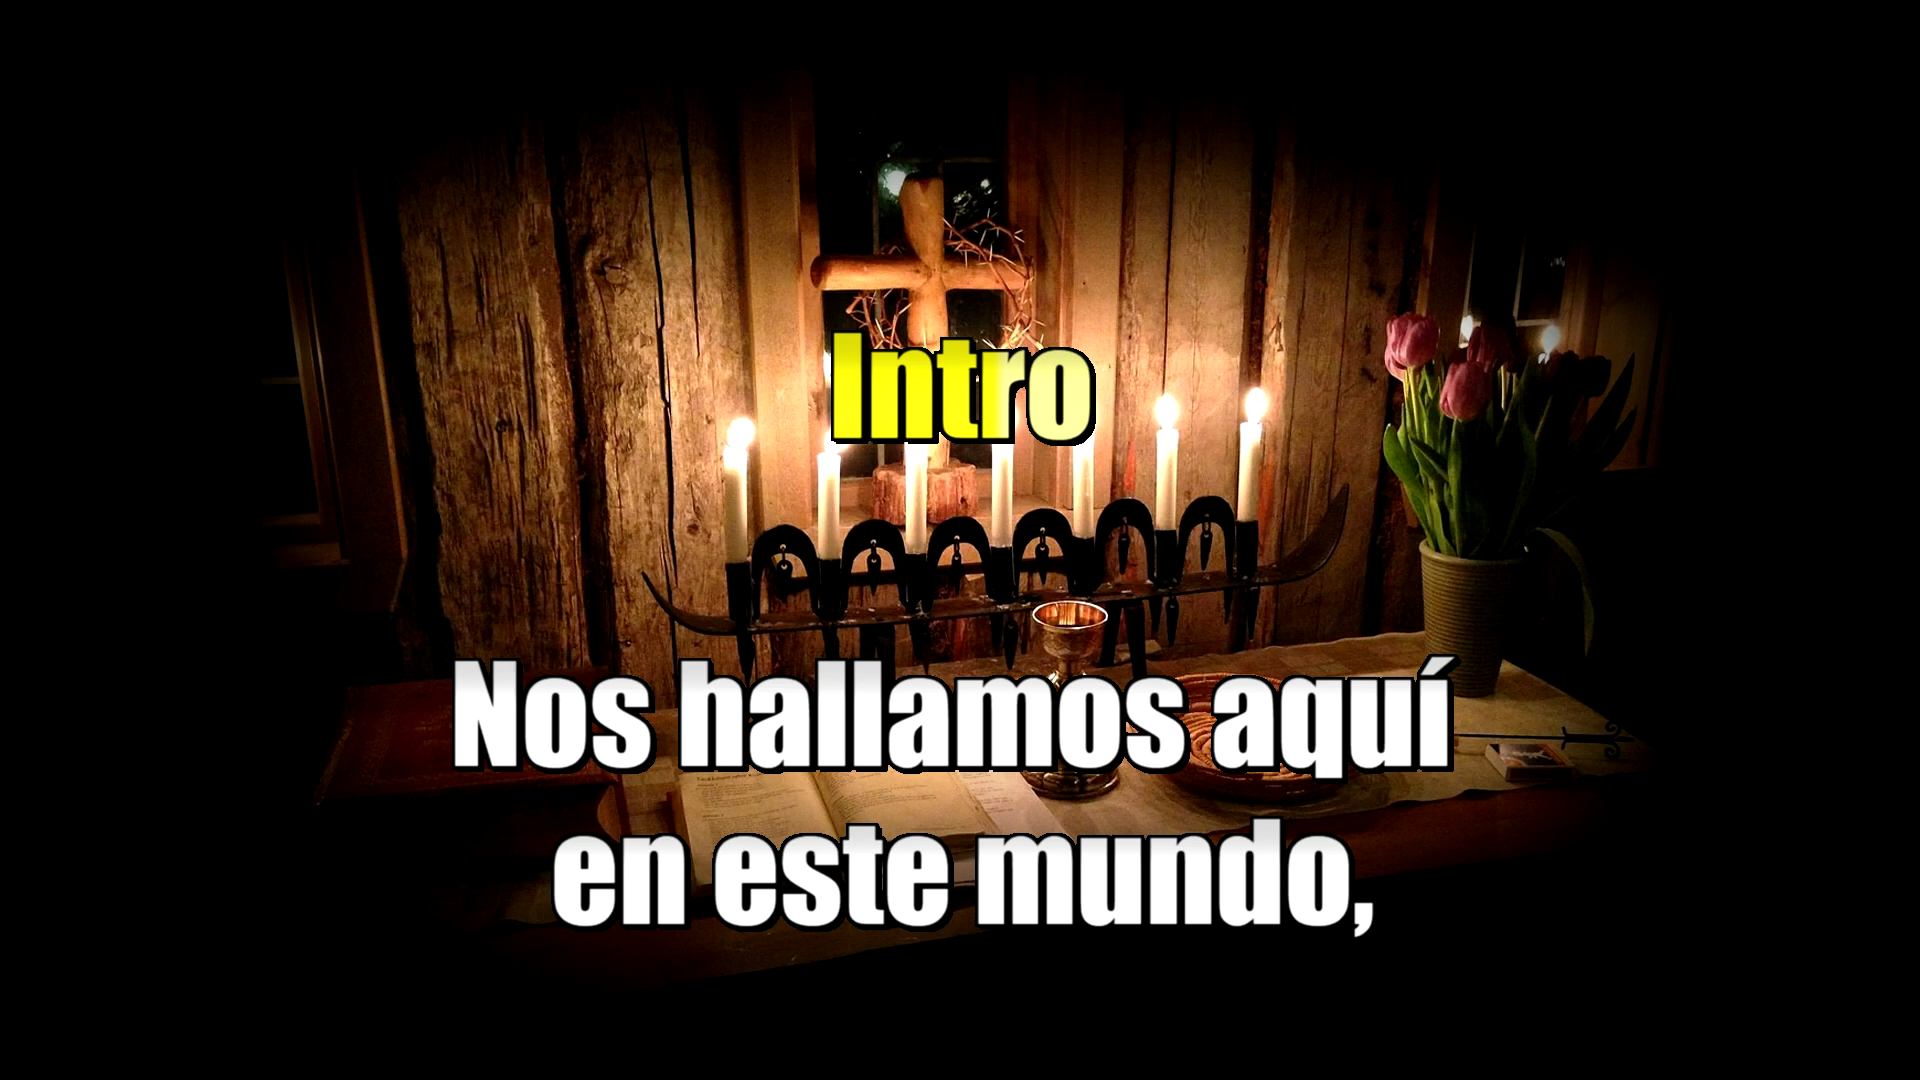 Intro
Nos hallamos aquí
en este mundo,